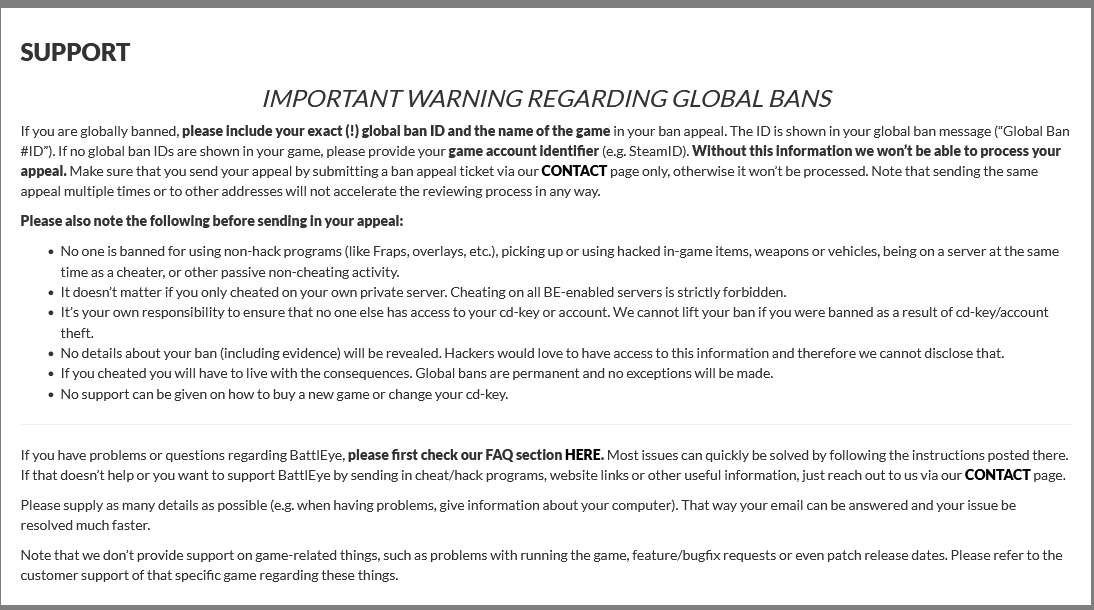 SUPPORT
IMPORTANT WARNING REGARDING GLOBAL BANS
If you are globally banned, please include your exact (!) global ban ID and the name of the game in your ban appeal. The ID is shown in your global ban message (“Global Ban
#ID”). If no global ban IDs are shown in your game, please provide your game account identifier (e.g. SteamID). Without this information we won’t be able to process your
appeal. Make sure that you send your appeal by submitting a ban appeal ticket via our CONTACT page only, otherwise it won’t be processed. Note that sending the same
appeal multiple times or to other addresses will not accelerate the reviewing process in any way.
Please also note the following before sending in your appeal:
• No one is banned for using non-hack programs (like Fraps, overlays, etc.), picking up or using hacked in-game items, weapons or vehicles, being on a server at the same
time as a cheater, or other passive non-cheating activity.
• It doesn’t matter if you only cheated on your own private server. Cheating on all BE-enabled servers is strictly forbidden.
• It’s your own responsibility to ensure that no one else has access to your cd-key or account. We cannot lift your ban if you were banned as a result of cd-key/account
theft.
• No details about your ban (including evidence) will be revealed. Hackers would love to have access to this information and therefore we cannot disclose that.
• If you cheated you will have to live with the consequences. Global bans are permanent and no exceptions will be made.
• No support can be given on how to buy a new game or change your cd-key.
If you have problems or questions regarding BattlEye, please first check our FAQ section HERE. Most issues can quickly be solved by following the instructions posted there.
If that doesn’t help or you want to support BattlEye by sending in cheat/hack programs, website links or other useful information, just reach out to us via our CONTACT page.
Please supply as many details as possible (e.g. when having problems, give information about your computer). That way your email can be answered and your issue be
resolved much faster.
Note that we don’t provide support on game-related things, such as problems with running the game, feature/bugfix requests or even patch release dates. Please refer to the
customer support of that specific game regarding these things.